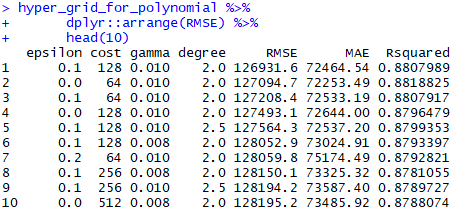 > hyper_grid_for_polynomial %>%
+     dplyr::arrange(RMSE) %>%
+     head(10)
   epsilon cost gamma degree     RMSE      MAE  Rsquared
1      0.1  128 0.010    2.0 126931.6 72464.54 0.8807989
2      0.0   64 0.010    2.0 127094.7 72253.49 0.8818825
3      0.1   64 0.010    2.0 127208.4 72533.19 0.8807917
4      0.0  128 0.010    2.0 127493.1 72644.00 0.8796479
5      0.1  128 0.010    2.5 127564.3 72537.20 0.8799353
6      0.1  128 0.008    2.0 128052.9 73024.91 0.8793397
7      0.2   64 0.010    2.0 128059.8 75174.49 0.8792821
8      0.1  256 0.008    2.0 128150.1 73325.32 0.8781055
9      0.1  256 0.010    2.5 128194.2 73587.40 0.8789727
10     0.0  512 0.008    2.0 128195.2 73485.92 0.8788074